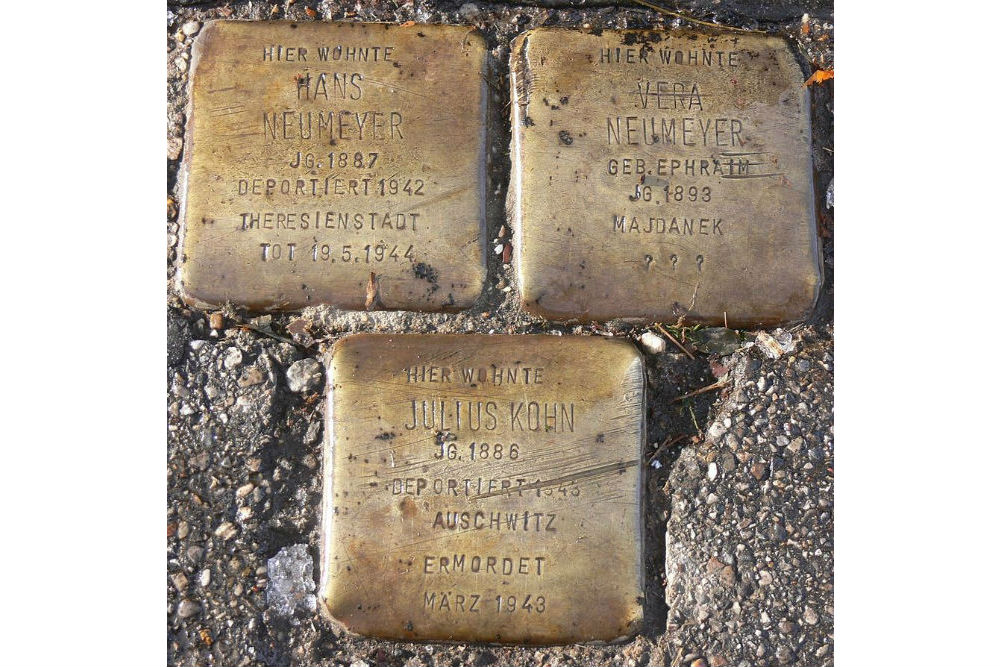 HIER WOHNTE
HANS
NEUMEYER
JG. 1887
DEPORTIERT 1942
THERESIENSTADT
TOT 19.5.1944
HIER WOHNTE
VERA
NEUMEYER
GEB. EPHRAIM
JG. 1893
MAJDANEK
? ? ?
HIER WOHNTE
JULIUS KOHN
JG. 1886
DEPORTIERT 1943
AUSCHWITZ
ERMORDET
MÄRZ 1943